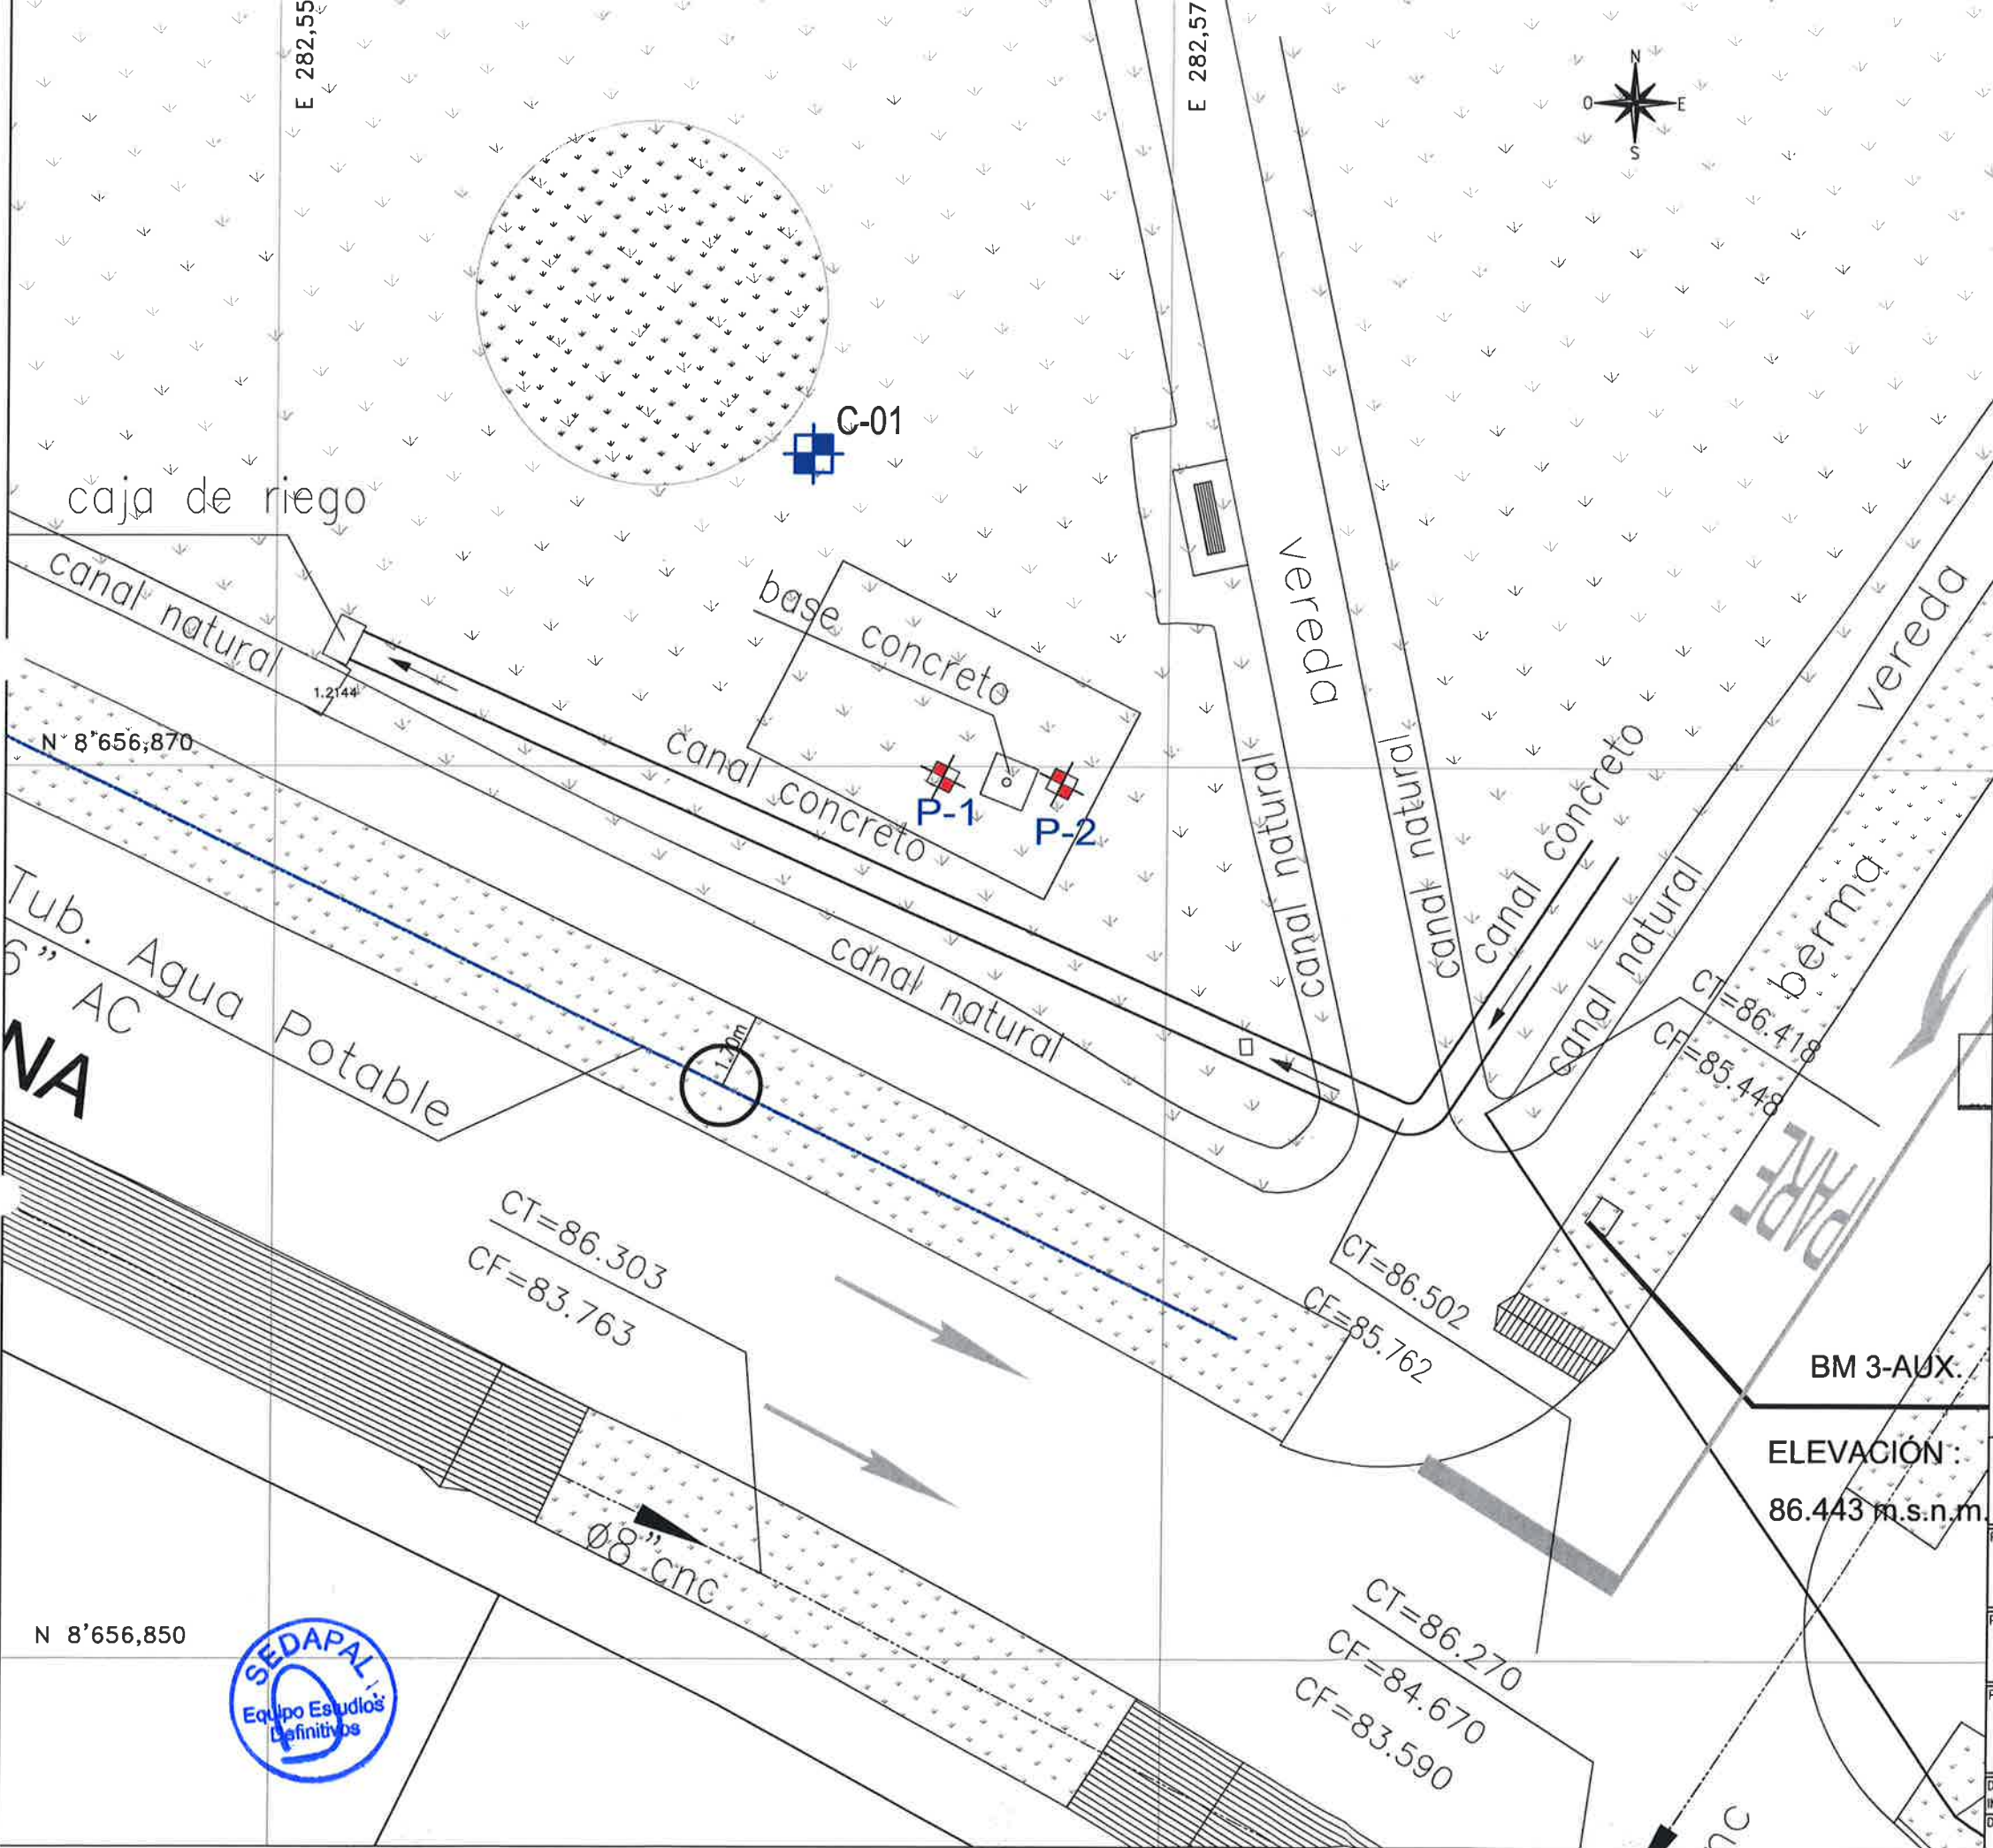 E 282,55
E 282,57
N
O
E
S
C-01
caja de riego
canal natural
1.2144
base concreto
vereda
vereda
N 8'656,870
canal concreto
P-1
P-2
canal natural
canal natural
canal concreto
canal natural
berma
canal natural
Tub. Agua Potable
6" AC
NA
1.70m
CT=86.418
CF=85.448
PARE
CT=86.303
CF=83.763
CT=86.502
CF=85.762
BM 3-AUX.
ELEVACIÓN :
86.443 m.s.n.m.
Ø8" cnc
N 8'656,850
SEDAPAL
Equipo Estudios
Definitivos
CT=86.270
CF=84.670
CF=83.590
nc